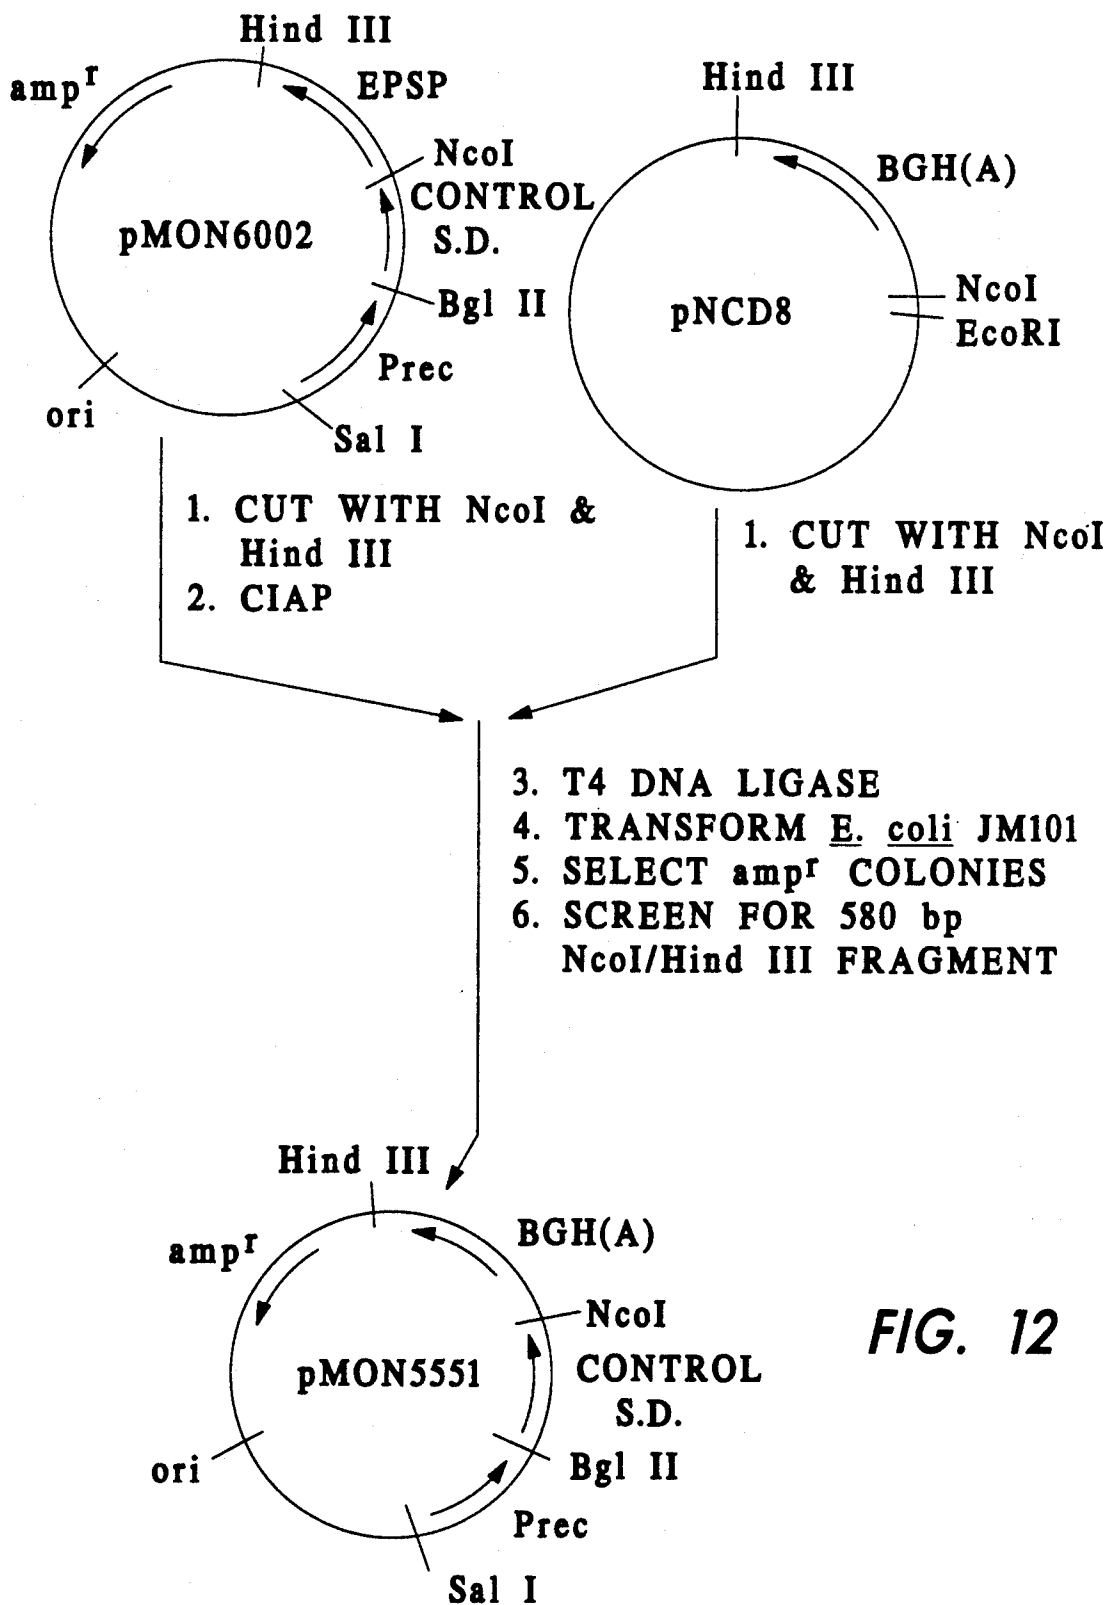 Hind III
ampʳ
EPSP
NcoI
CONTROL
S.D.
pMON6002
Bgl II
Prec
ori
Sal I
Hind III
BGH(A)
NcoI
EcoRI
pNCD8
1. CUT WITH NcoI &
Hind III
2. CIAP
1. CUT WITH NcoI
& Hind III
3. T4 DNA LIGASE
4. TRANSFORM E. coli JM101
5. SELECT ampʳ COLONIES
6. SCREEN FOR 580 bp
NcoI/Hind III FRAGMENT
Hind III
ampʳ
BGH(A)
NcoI
pMON5551
CONTROL
S.D.
ori
Bgl II
Prec
Sal I
FIG. 12